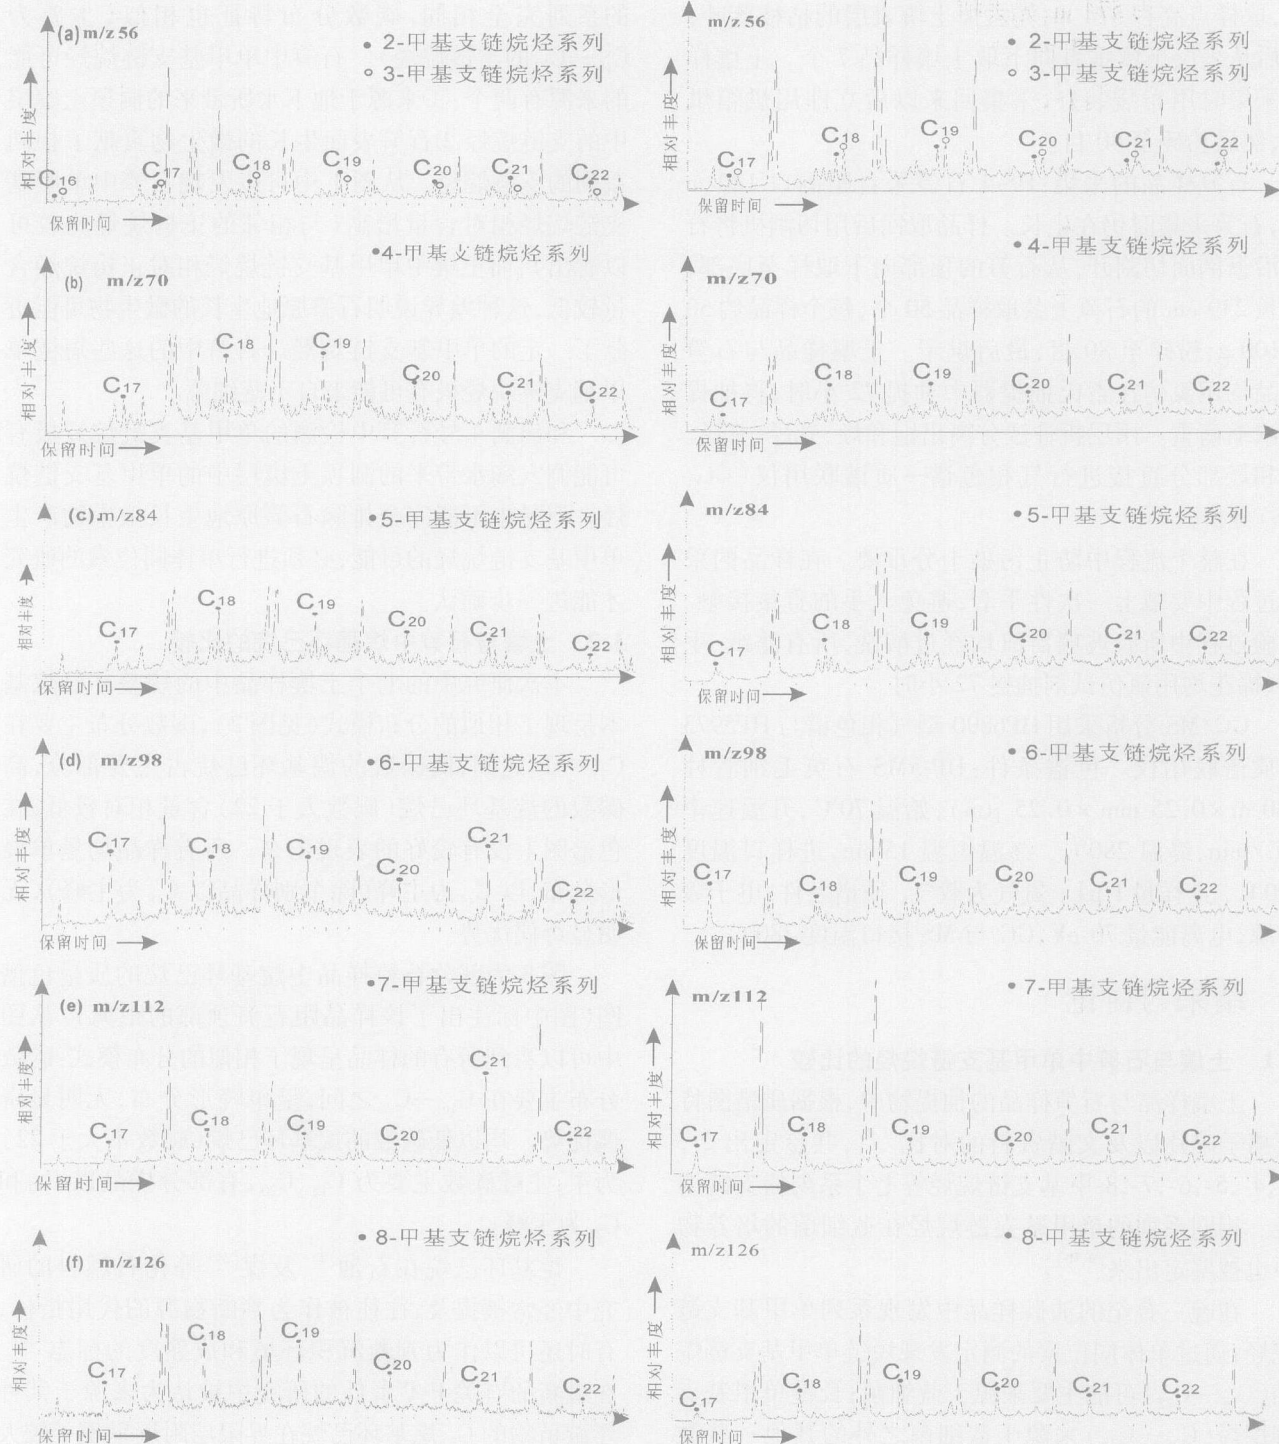 (a) m/z56
• 2-甲基支链烷烃系列
○ 3-甲基支链烷烃系列
相对丰度
C16 C17 C18 C19 C20 C21 C22
保留时间
m/z56
• 2-甲基支链烷烃系列
○ 3-甲基支链烷烃系列
相对丰度
C17 C18 C19 C20 C21 C22
保留时间
(b) m/z70
•4-甲基支链烷烃系列
相对丰度
C17 C18 C19 C20 C21 C22
保留时间
m/z70
•4-甲基支链烷烃系列
相对丰度
C17 C18 C19 C20 C21 C22
保留时间
(c).m/z84
•5-甲基支链烷烃系列
相对丰度
C17 C18 C19 C20 C21 C22
保留时间
m/z84
•5-甲基支链烷烃系列
相对丰度
C17 C18 C19 C20 C21 C22
保留时间
(d) m/z98
•6-甲基支链烷烃系列
相对丰度
C17 C18 C19 C20 C21 C22
保留时间
m/z98
• 6-甲基支链烷烃系列
相对丰度
C17 C18 C19 C20 C21 C22
保留时间
(e) m/z112
•7-甲基支链烷烃系列
相对丰度
C17 C18 C19 C20 C21 C22
保留时间
m/z112
• 7-甲基支链烷烃系列
相对丰度
C17 C18 C19 C20 C21 C22
保留时间
(f) m/z126
• 8-甲基支链烷烃系列
相对丰度
C17 C18 C19 C20 C21 C22
保留时间
m/z126
• 8-甲基支链烷烃系列
相对丰度
C17 C18 C19 C20 C21 C22
保留时间